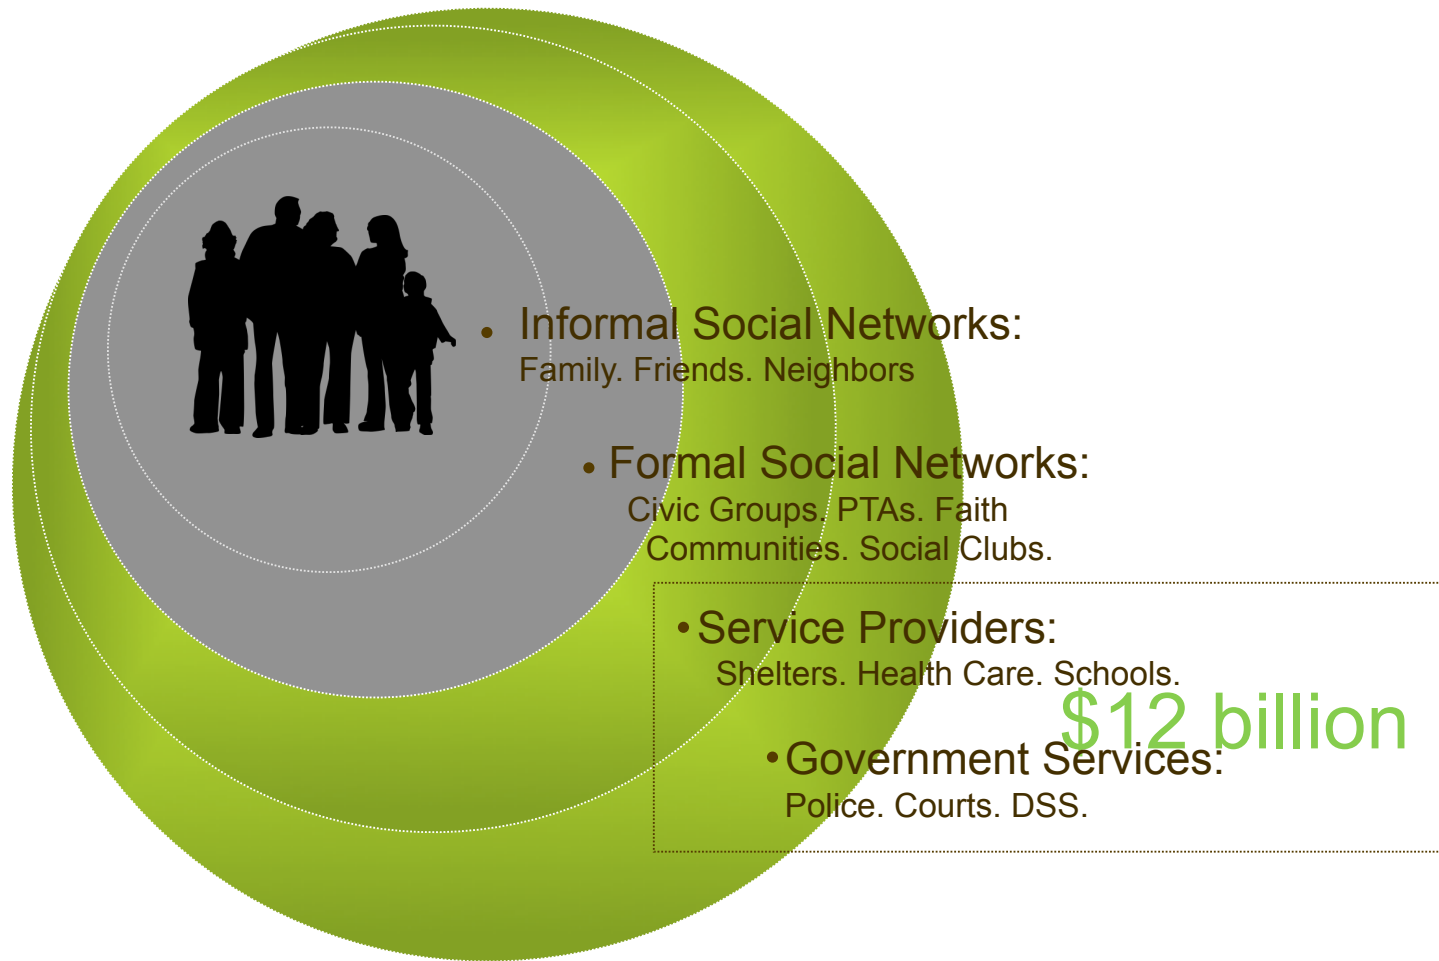 • Informal Social Networks:
Family. Friends. Neighbors
• Formal Social Networks:
Civic Groups. PTAs. Faith
Communities. Social Clubs.
• Service Providers:
Shelters. Health Care. Schools.
$12 billion
• Government Services:
Police. Courts. DSS.